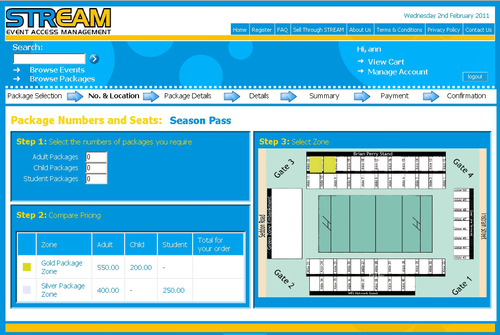 STREAM
EVENT ACCESS MANAGEMENT
Wednesday 2nd February 2011
Home Register FAQ Sell Through STREAM About Us Terms & Conditions Privacy Policy Contact Us
Search:
Browse Events
Browse Packages
Hi, ann
View Cart
Manage Account
logout
Package Selection No. & Location Package Details Details Summary Payment Confirmation
Package Numbers and Seats: Season Pass
Step 1: Select the numbers of packages you require
Adult Packages 0
Child Packages 0
Student Packages 0
Step 2: Compare Pricing
Zone Adult Child Student Total for your order
Gold Package Zone 550.00 200.00 -
Silver Package Zone 400.00 - 250.00
Step 3: Select Zone
Brian Perry Stand
Gate 3
Gate 4
Seddon Road
Gate 2
Gate 1